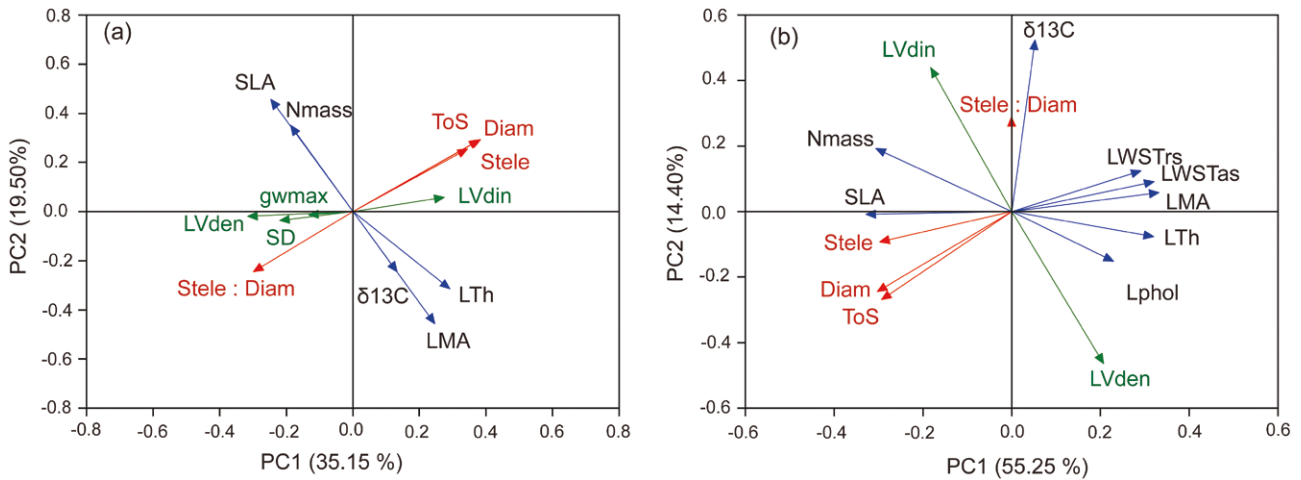 (a)
0.8
0.6
0.4
0.2
0.0
-0.2
-0.4
-0.6
-0.8
PC2 (19.50%)
SLA
Nmass
ToS
Diam
Stele
gwmax
LVdin
LVden
SD
Stele : Diam
δ13C
LTh
LMA
-0.8 -0.6 -0.4 -0.2 0.0 0.2 0.4 0.6 0.8
PC1 (35.15 %)
(b)
0.6
0.4
0.2
0.0
-0.2
-0.4
-0.6
PC2 (14.40%)
δ13C
LVdin
Stele : Diam
Nmass
LWSTrs
LWSTas
SLA
LMA
Stele
LTh
Diam
Lphol
ToS
LVden
-0.6 -0.4 -0.2 0.0 0.2 0.4 0.6
PC1 (55.25 %)